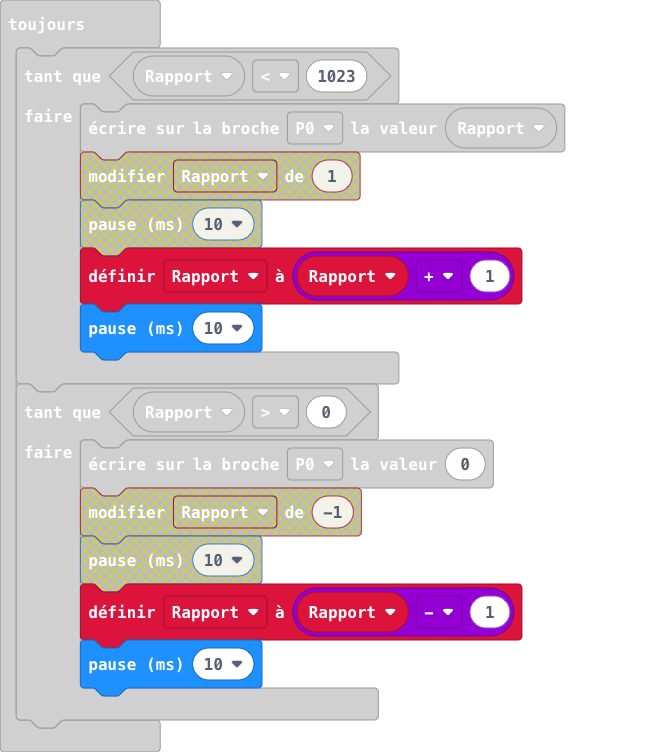 toujours
tant que Rapport < 1023
faire
écrire sur la broche P0 la valeur Rapport
modifier Rapport de 1
pause (ms) 10
définir Rapport à Rapport + 1
pause (ms) 10
tant que Rapport > 0
faire
écrire sur la broche P0 la valeur 0
modifier Rapport de −1
pause (ms) 10
définir Rapport à Rapport − 1
pause (ms) 10